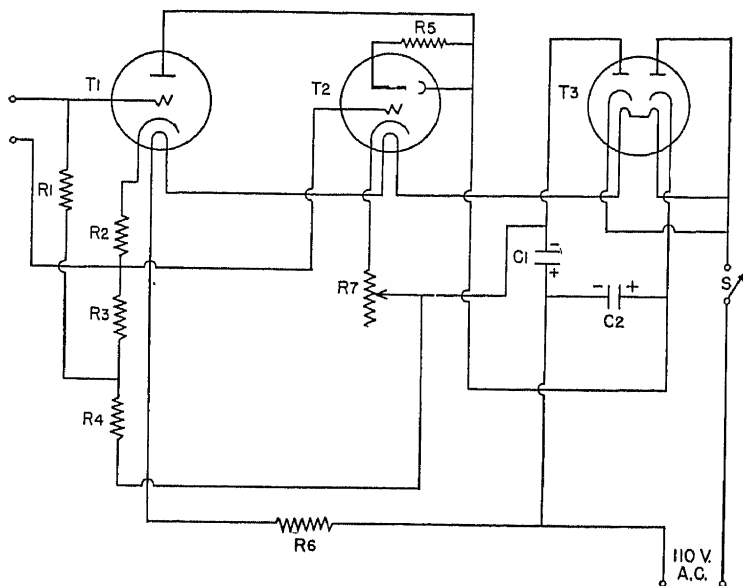 R5
T1
T2
T3
R1
R2
C1
- +
R7
S
R3
- +
C2
R4
R6
110 V.
A.C.